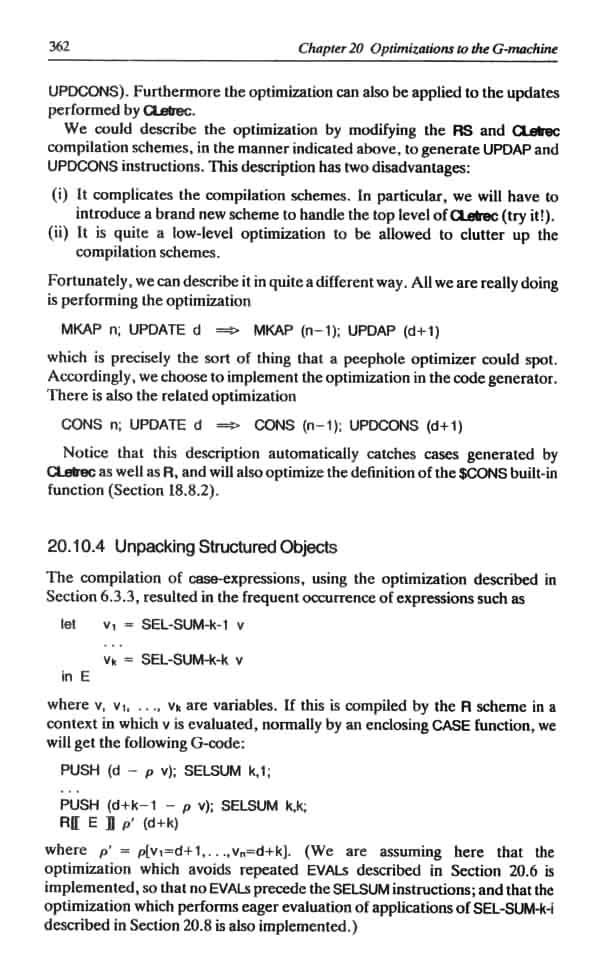 362
Chapter 20 Optimizations to the G-machine
UPDCONS). Furthermore the optimization can also be applied to the updates
performed by CLetrec.
We could describe the optimization by modifying the RS and CLetrec
compilation schemes, in the manner indicated above, to generate UPDAP and
UPDCONS instructions. This description has two disadvantages:
(i) It complicates the compilation schemes. In particular, we will have to
introduce a brand new scheme to handle the top level of CLetrec (try it!).
(ii) It is quite a low-level optimization to be allowed to clutter up the
compilation schemes.
Fortunately, we can describe it in quite a different way. All we are really doing
is performing the optimization
MKAP n; UPDATE d ⇒ MKAP (n-1); UPDAP (d+1)
which is precisely the sort of thing that a peephole optimizer could spot.
Accordingly, we choose to implement the optimization in the code generator.
There is also the related optimization
CONS n; UPDATE d ⇒ CONS (n-1); UPDCONS (d+1)
Notice that this description automatically catches cases generated by
CLetrec as well as R, and will also optimize the definition of the $CONS built-in
function (Section 18.8.2).
20.10.4 Unpacking Structured Objects
The compilation of case-expressions, using the optimization described in
Section 6.3.3, resulted in the frequent occurrence of expressions such as
let v₁ = SEL-SUM-k-1 v
. . .
vₖ = SEL-SUM-k-k v
in E
where v, v₁, . . ., vₖ are variables. If this is compiled by the R scheme in a
context in which v is evaluated, normally by an enclosing CASE function, we
will get the following G-code:
PUSH (d - ρ v); SELSUM k,1;
. . .
PUSH (d+k-1 - ρ v); SELSUM k,k;
R⟦ E ⟧ ρ' (d+k)
where ρ' = ρ[v₁=d+1,. . .,vₙ=d+k]. (We are assuming here that the
optimization which avoids repeated EVALs described in Section 20.6 is
implemented, so that no EVALs precede the SELSUM instructions; and that the
optimization which performs eager evaluation of applications of SEL-SUM-k-i
described in Section 20.8 is also implemented.)